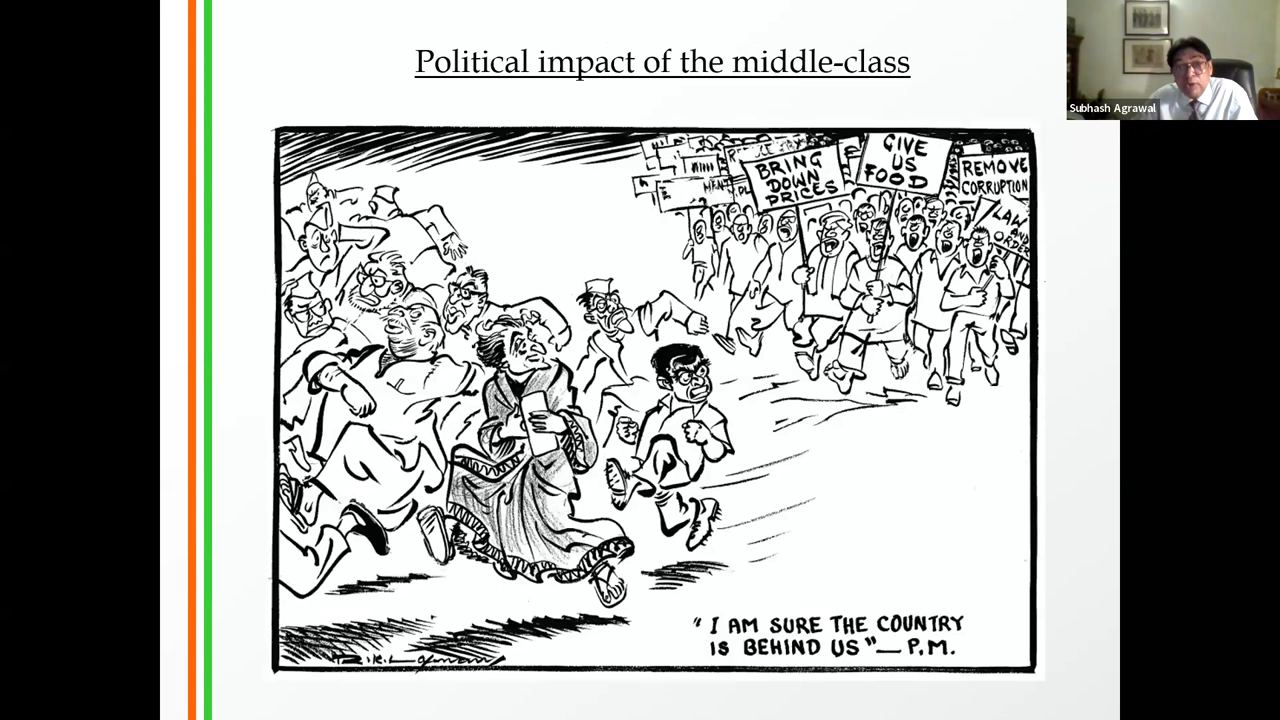 Political impact of the middle-class
Subhash Agrawal
BRING
DOWN
PRICES
GIVE
US
FOOD
REMOVE
CORRUPTION
LAW
AND
ORDER
"I AM SURE THE COUNTRY
IS BEHIND US"—P.M.